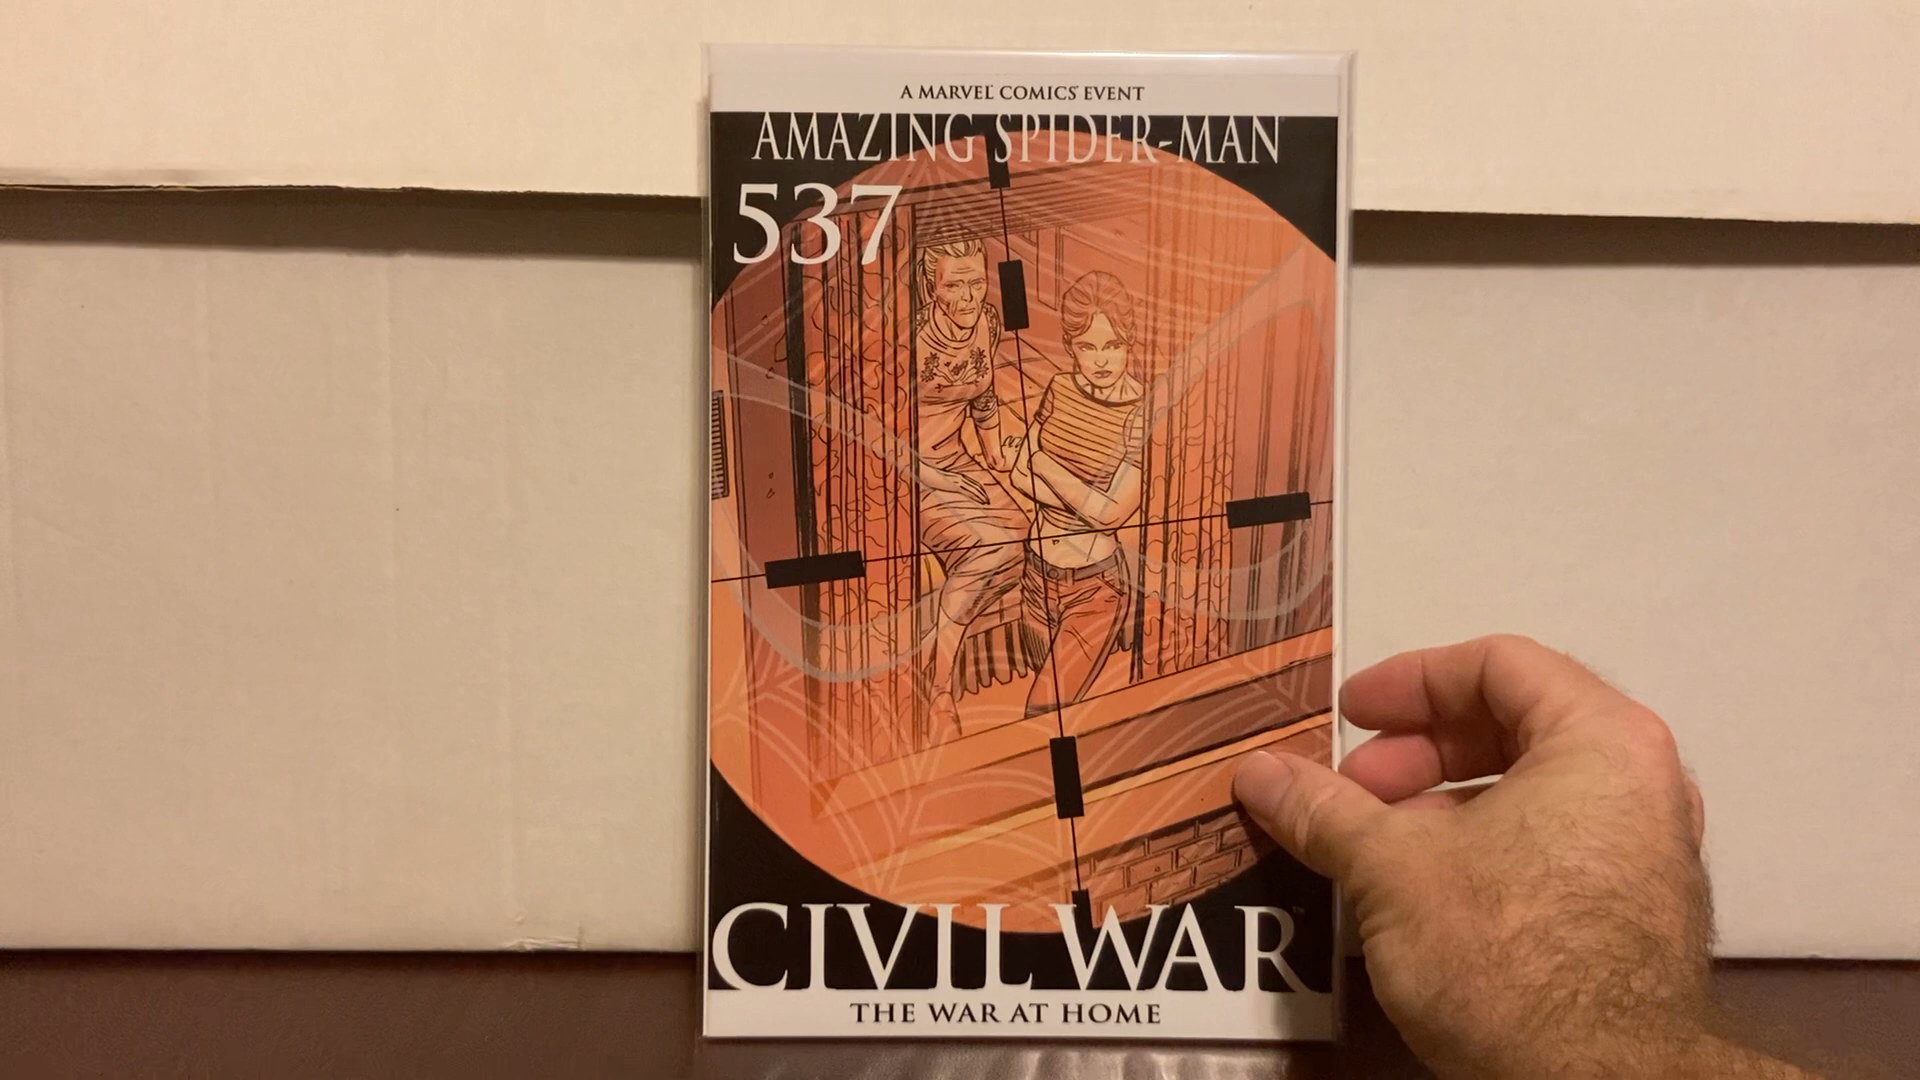 A MARVEL COMICS EVENT
AMAZING SPIDER-MAN
537
CIVIL WAR
THE WAR AT HOME